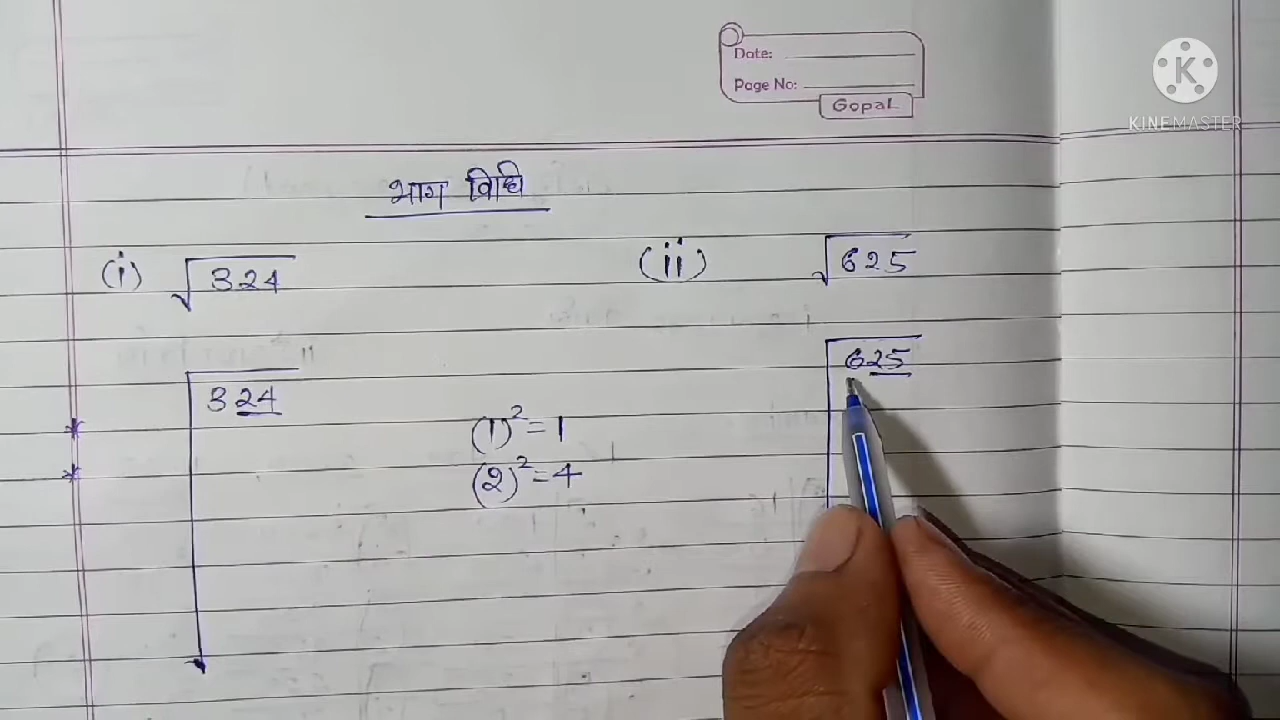 Date:
Page No:
Gopal
KINEMASTER
भाग विधि
(i) √324
(ii) √625
324
625
(1)²=1
(2)²=4